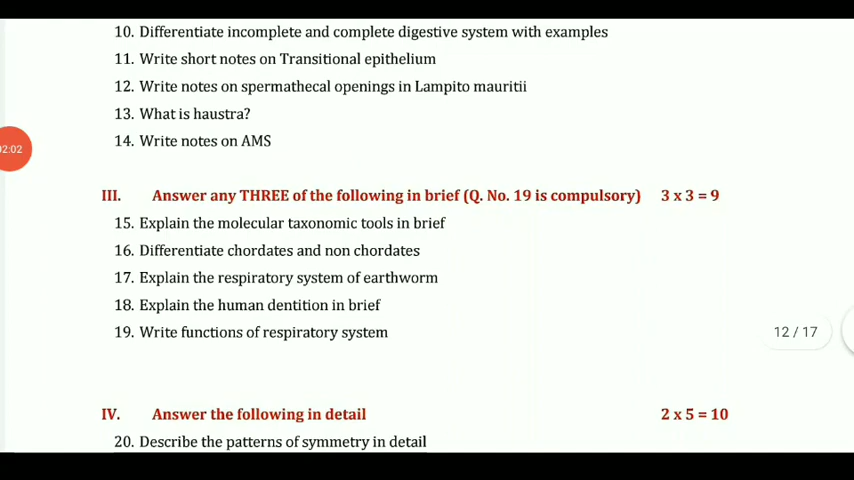 10. Differentiate incomplete and complete digestive system with examples
11. Write short notes on Transitional epithelium
12. Write notes on spermathecal openings in Lampito mauritii
13. What is haustra?
14. Write notes on AMS
02:02
III. Answer any THREE of the following in brief (Q. No. 19 is compulsory) 3 x 3 = 9
15. Explain the molecular taxonomic tools in brief
16. Differentiate chordates and non chordates
17. Explain the respiratory system of earthworm
18. Explain the human dentition in brief
19. Write functions of respiratory system
12 / 17
IV. Answer the following in detail 2 x 5 = 10
20. Describe the patterns of symmetry in detail